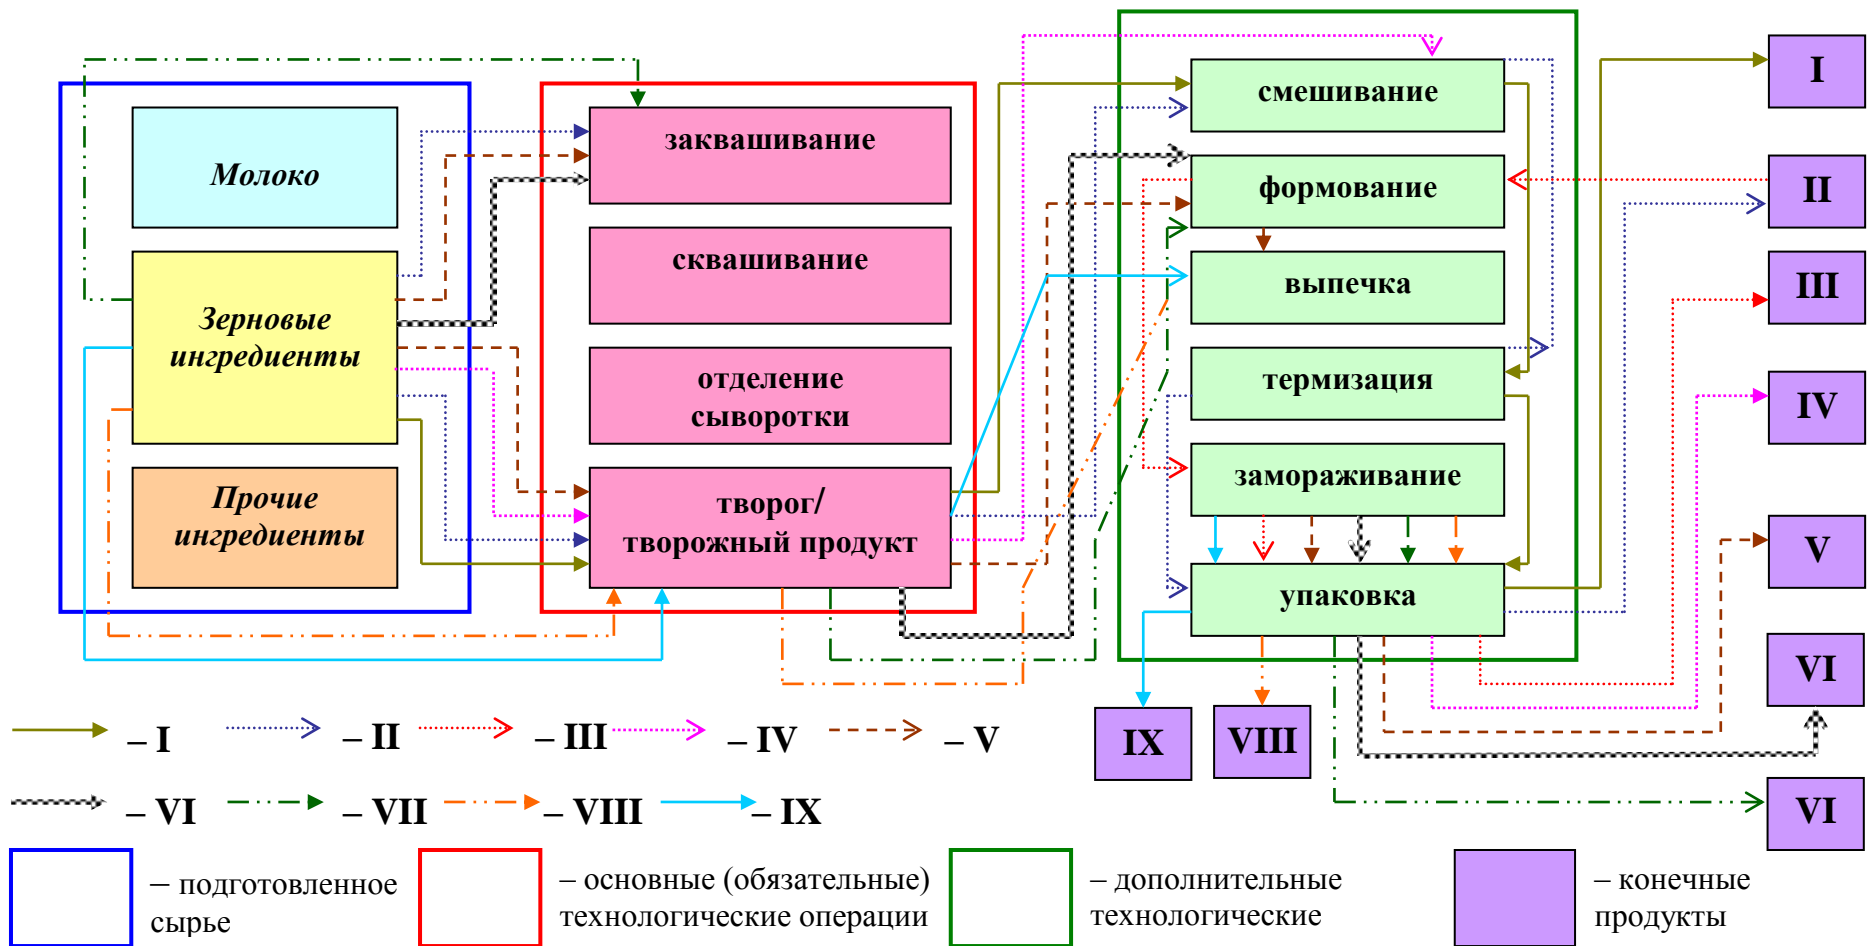 Молоко
Зерновые
ингредиенты
Прочие
ингредиенты
заквашивание
сквашивание
отделение
сыворотки
творог/
творожный продукт
смешивание
формование
выпечка
термизация
замораживание
упаковка
I
II
III
IV
V
VI
VI
IX
VIII
– I
– II
– III
– IV
– V
– VI
– VII
– VIII
– IX
– подготовленное
сырье
– основные (обязательные)
технологические операции
– дополнительные
технологические
– конечные
продукты